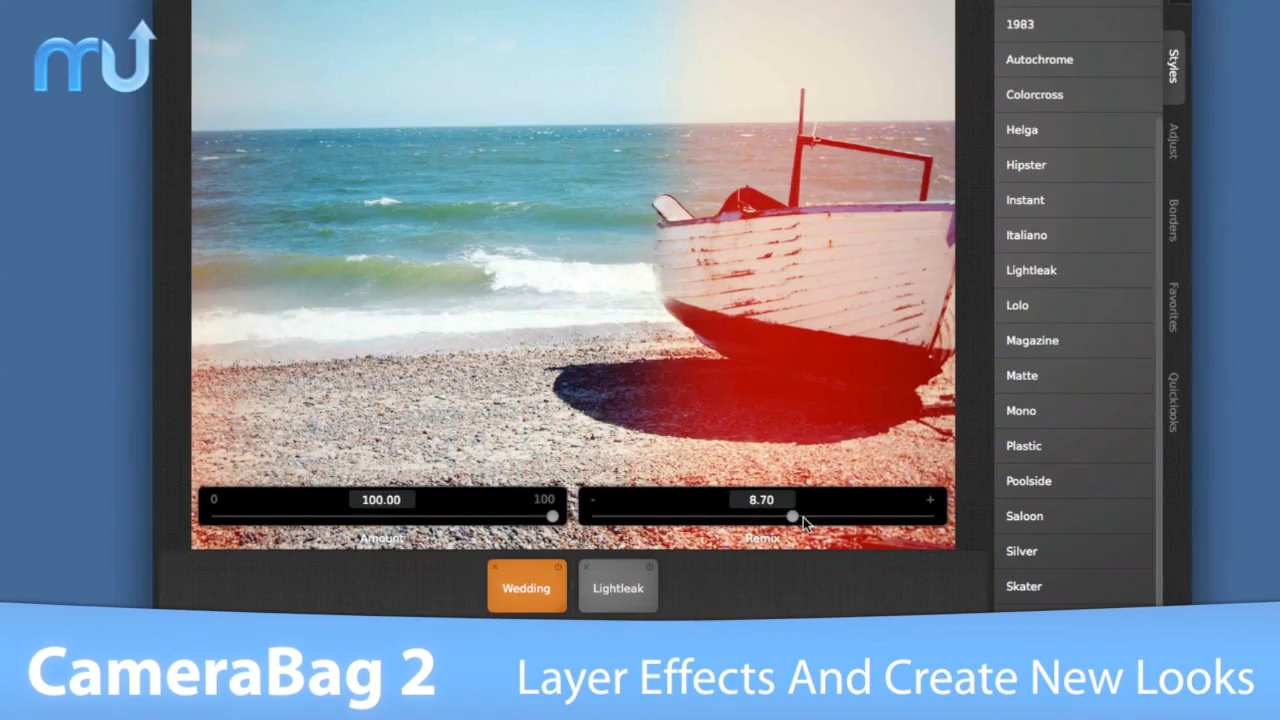 mu
1983
Autochrome
Colorcross
Helga
Hipster
Instant
Italiano
Lightleak
Lolo
Magazine
Matte
Mono
Plastic
Poolside
Saloon
Silver
Skater
Styles
Adjust
Borders
Favorites
Quicklooks
0 100.00 100
Amount
- 8.70 +
Remix
Wedding
Lightleak
CameraBag 2
Layer Effects And Create New Looks